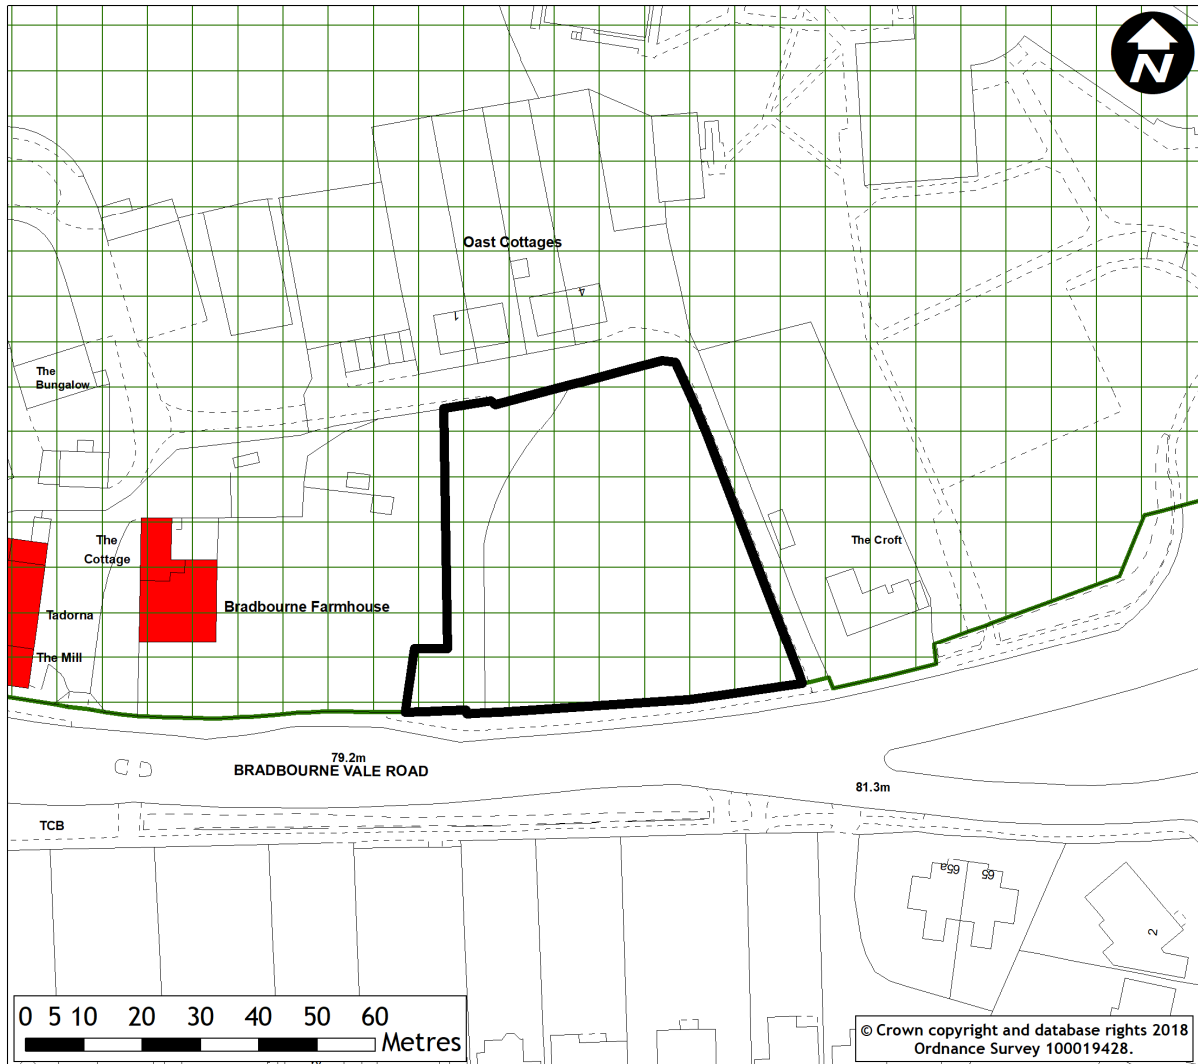 N
Oast Cottages
4
1
The
Bungalow
The
Cottage
The Croft
Bradbourne Farmhouse
Tadorna
The Mill
79.2m
BRADBOURNE VALE ROAD
81.3m
TCB
65a
65
2
0 5 10 20 30 40 50 60
Metres
© Crown copyright and database rights 2018
Ordnance Survey 100019428.